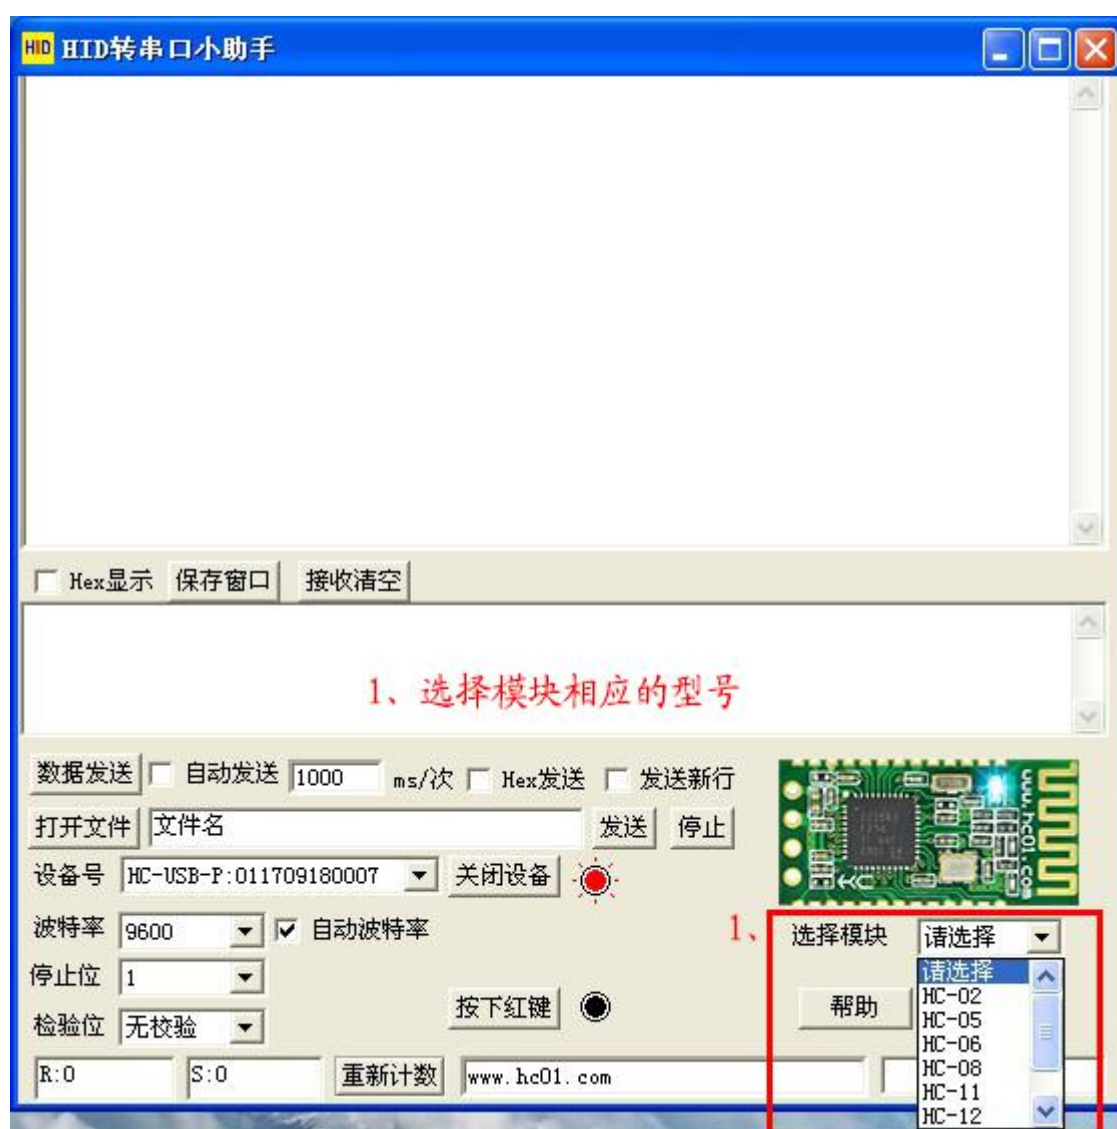 HID HID转串口小助手
Hex显示 保存窗口 接收清空
1、选择模块相应的型号
数据发送 自动发送 1000 ms/次 Hex发送 发送新行
打开文件 文件名 发送 停止
设备号 HC-USB-P:011709180007 关闭设备
www.hc01.com
波特率 9600 自动波特率
1、 选择模块 请选择
停止位 1
请选择
HC-02
按下红键 帮助
HC-05
检验位 无校验
HC-06
HC-08
R:0 S:0 重新计数 www.hc01.com
HC-11
HC-12